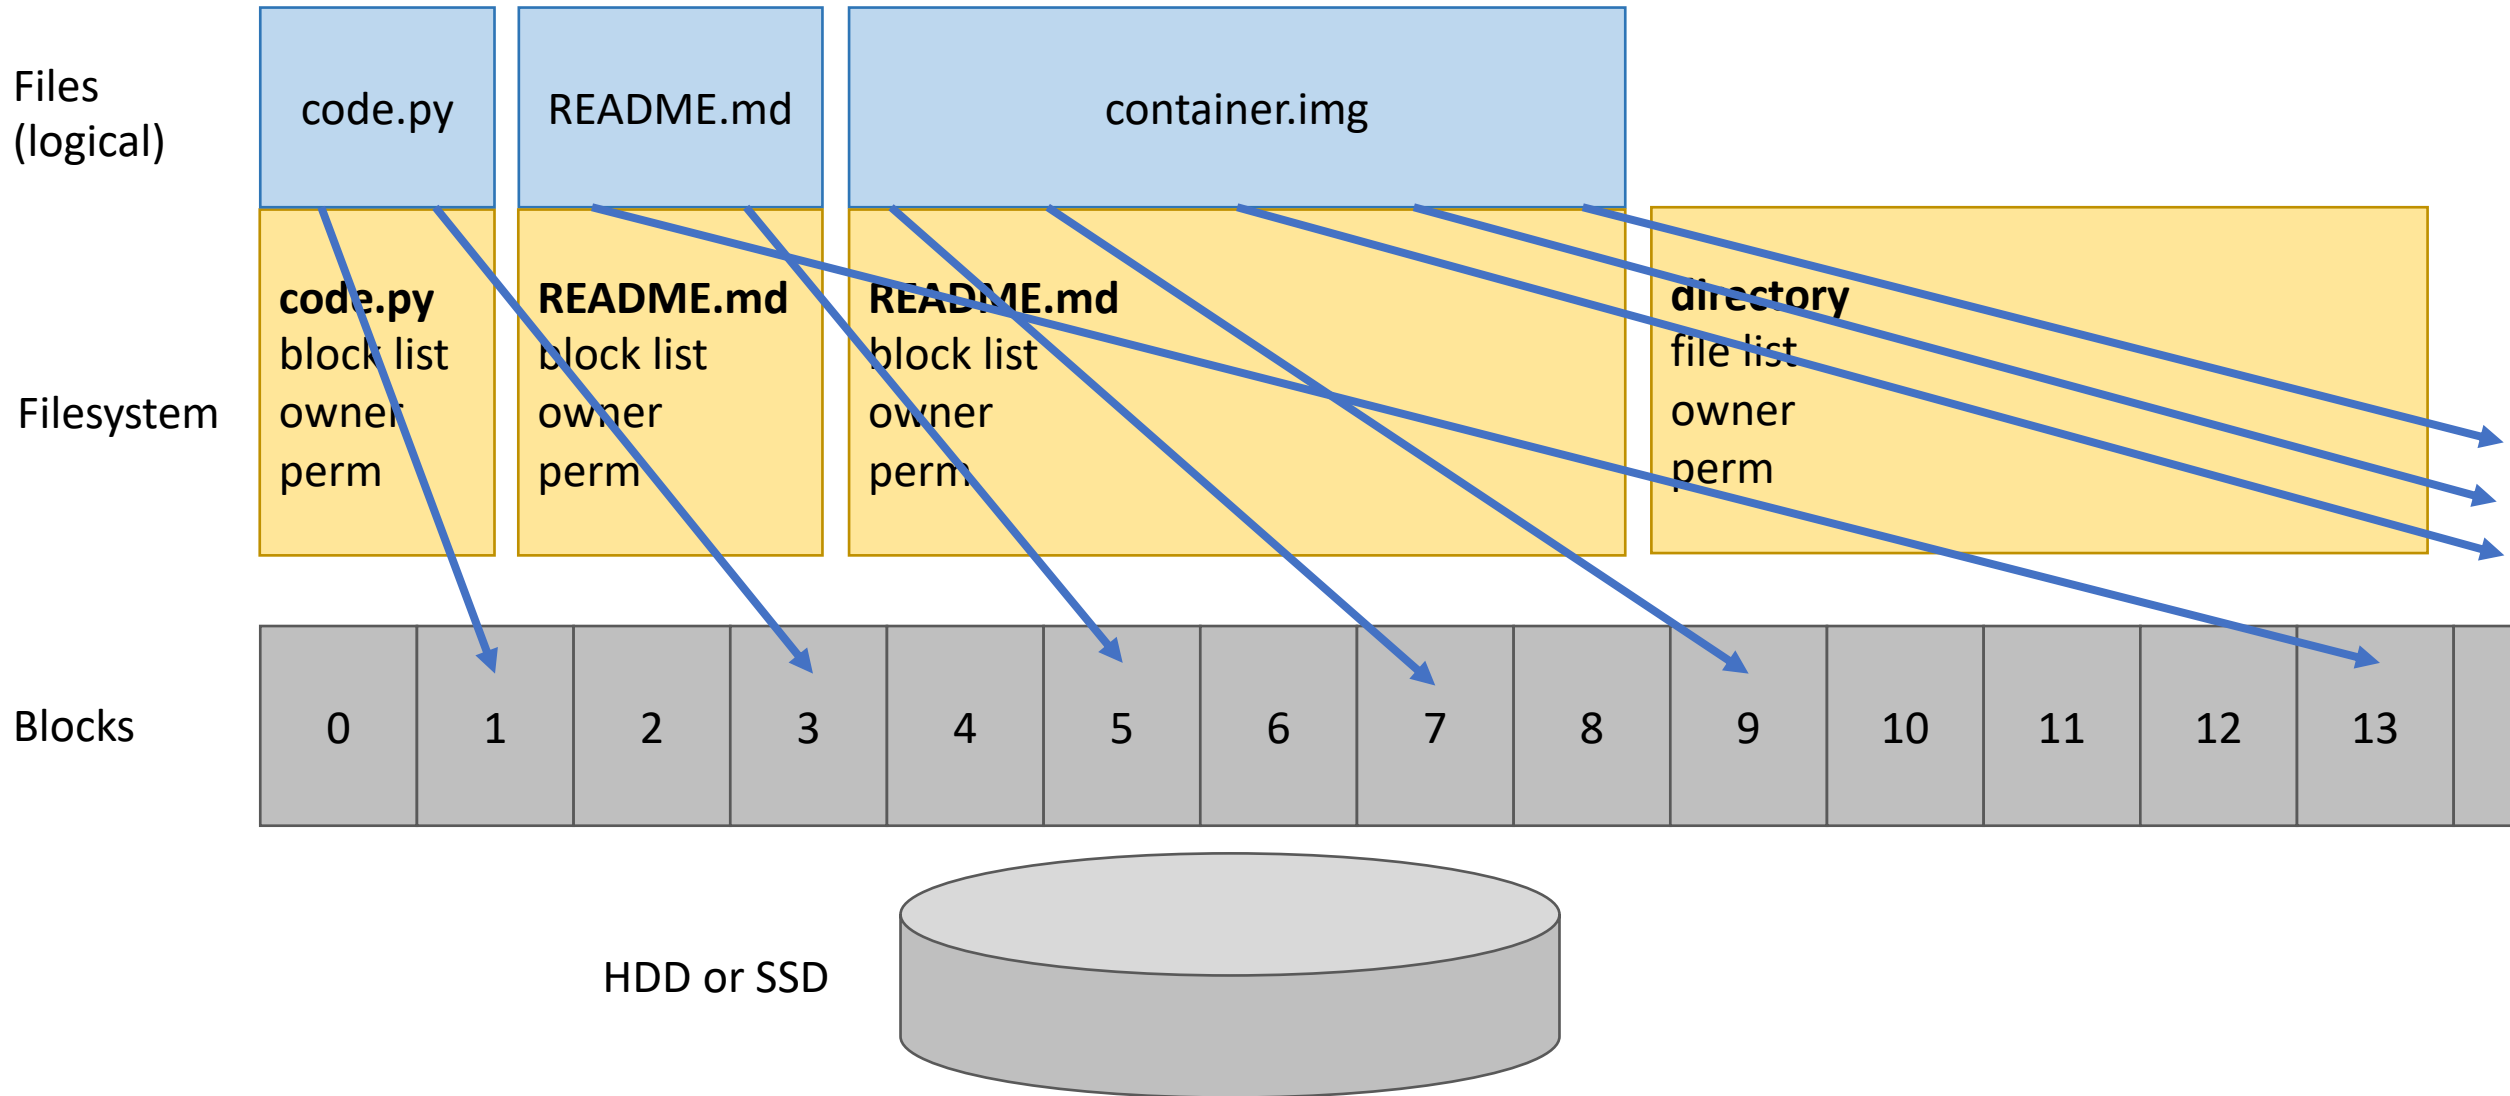 Files
(logical)
code.py
README.md
container.img
Filesystem
code.py
block list
owner
perm
README.md
block list
owner
perm
README.md
block list
owner
perm
directory
file list
owner
perm
Blocks
0
1
2
3
4
5
6
7
8
9
10
11
12
13
HDD or SSD